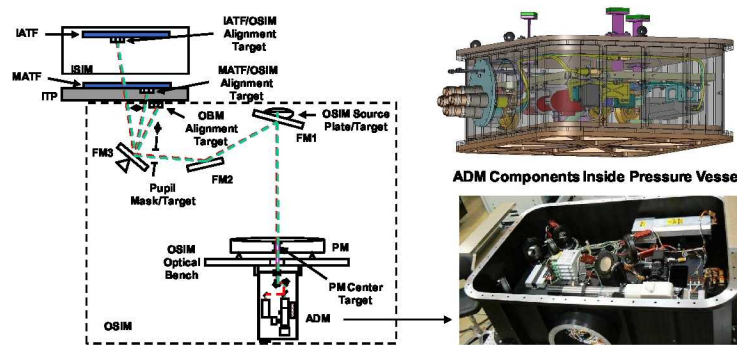 IATF
IATF/OSIM
Alignment
Target
ISIM
MATF
MATF/OSIM
Alignment
Target
ITP
OBM
Alignment
Target
OSIM Source
Plate/Target
FM1
FM3
FM2
Pupil
Mask/Target
OSIM
Optical
Bench
PM
PM Center
Target
ADM
OSIM
ADM Components Inside Pressure Vesse